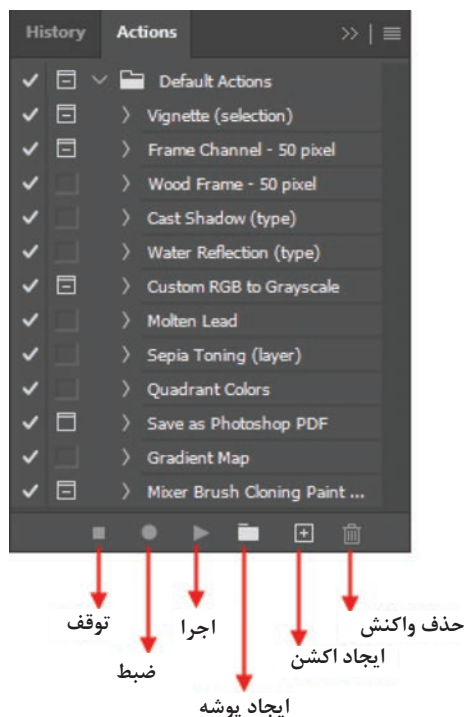 History Actions
Default Actions
Vignette (selection)
Frame Channel - 50 pixel
Wood Frame - 50 pixel
Cast Shadow (type)
Water Reflection (type)
Custom RGB to Grayscale
Molten Lead
Sepia Toning (layer)
Quadrant Colors
Save as Photoshop PDF
Gradient Map
Mixer Brush Cloning Paint ...
حذف واکنش
اجرا
توقف
ایجاد اکشن
ضبط
ایجاد پوشه